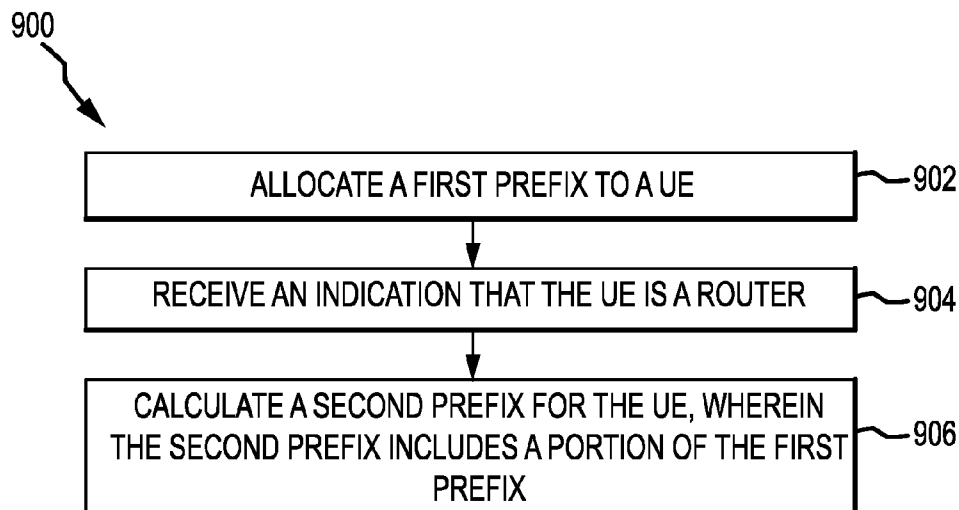 900
ALLOCATE A FIRST PREFIX TO A UE
902
RECEIVE AN INDICATION THAT THE UE IS A ROUTER
904
CALCULATE A SECOND PREFIX FOR THE UE, WHEREIN
THE SECOND PREFIX INCLUDES A PORTION OF THE FIRST
PREFIX
906